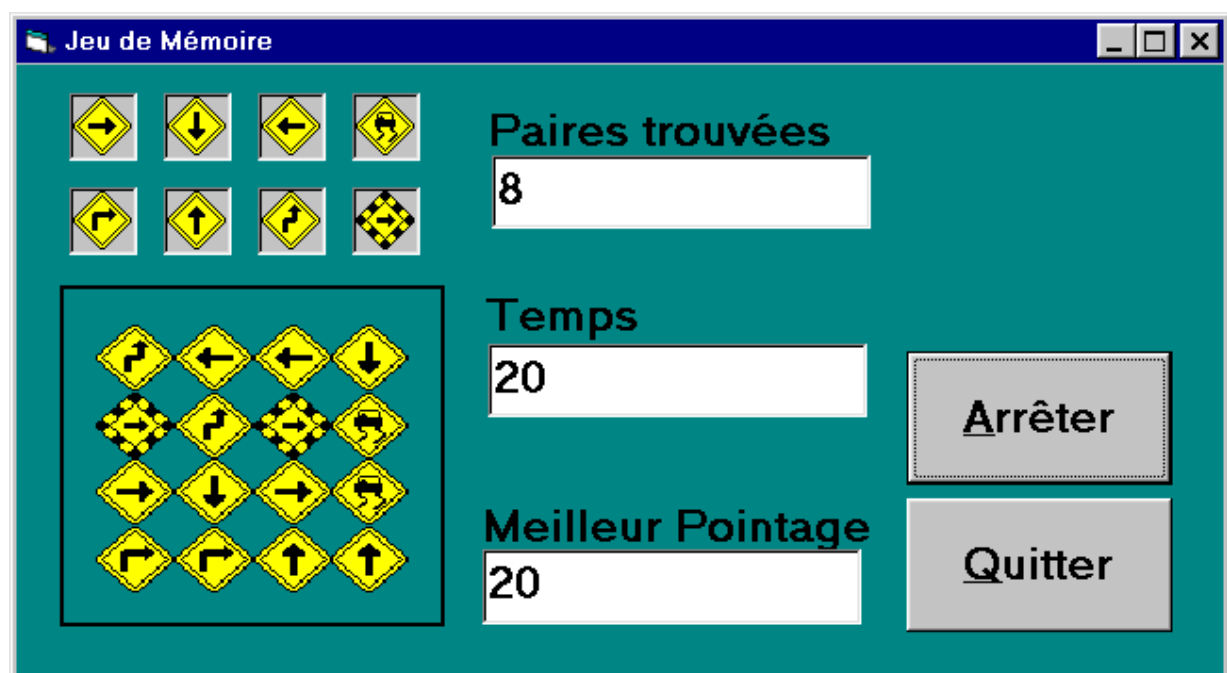 Jeu de Mémoire
Paires trouvées
8
Temps
20
Arrêter
Meilleur Pointage
20
Quitter